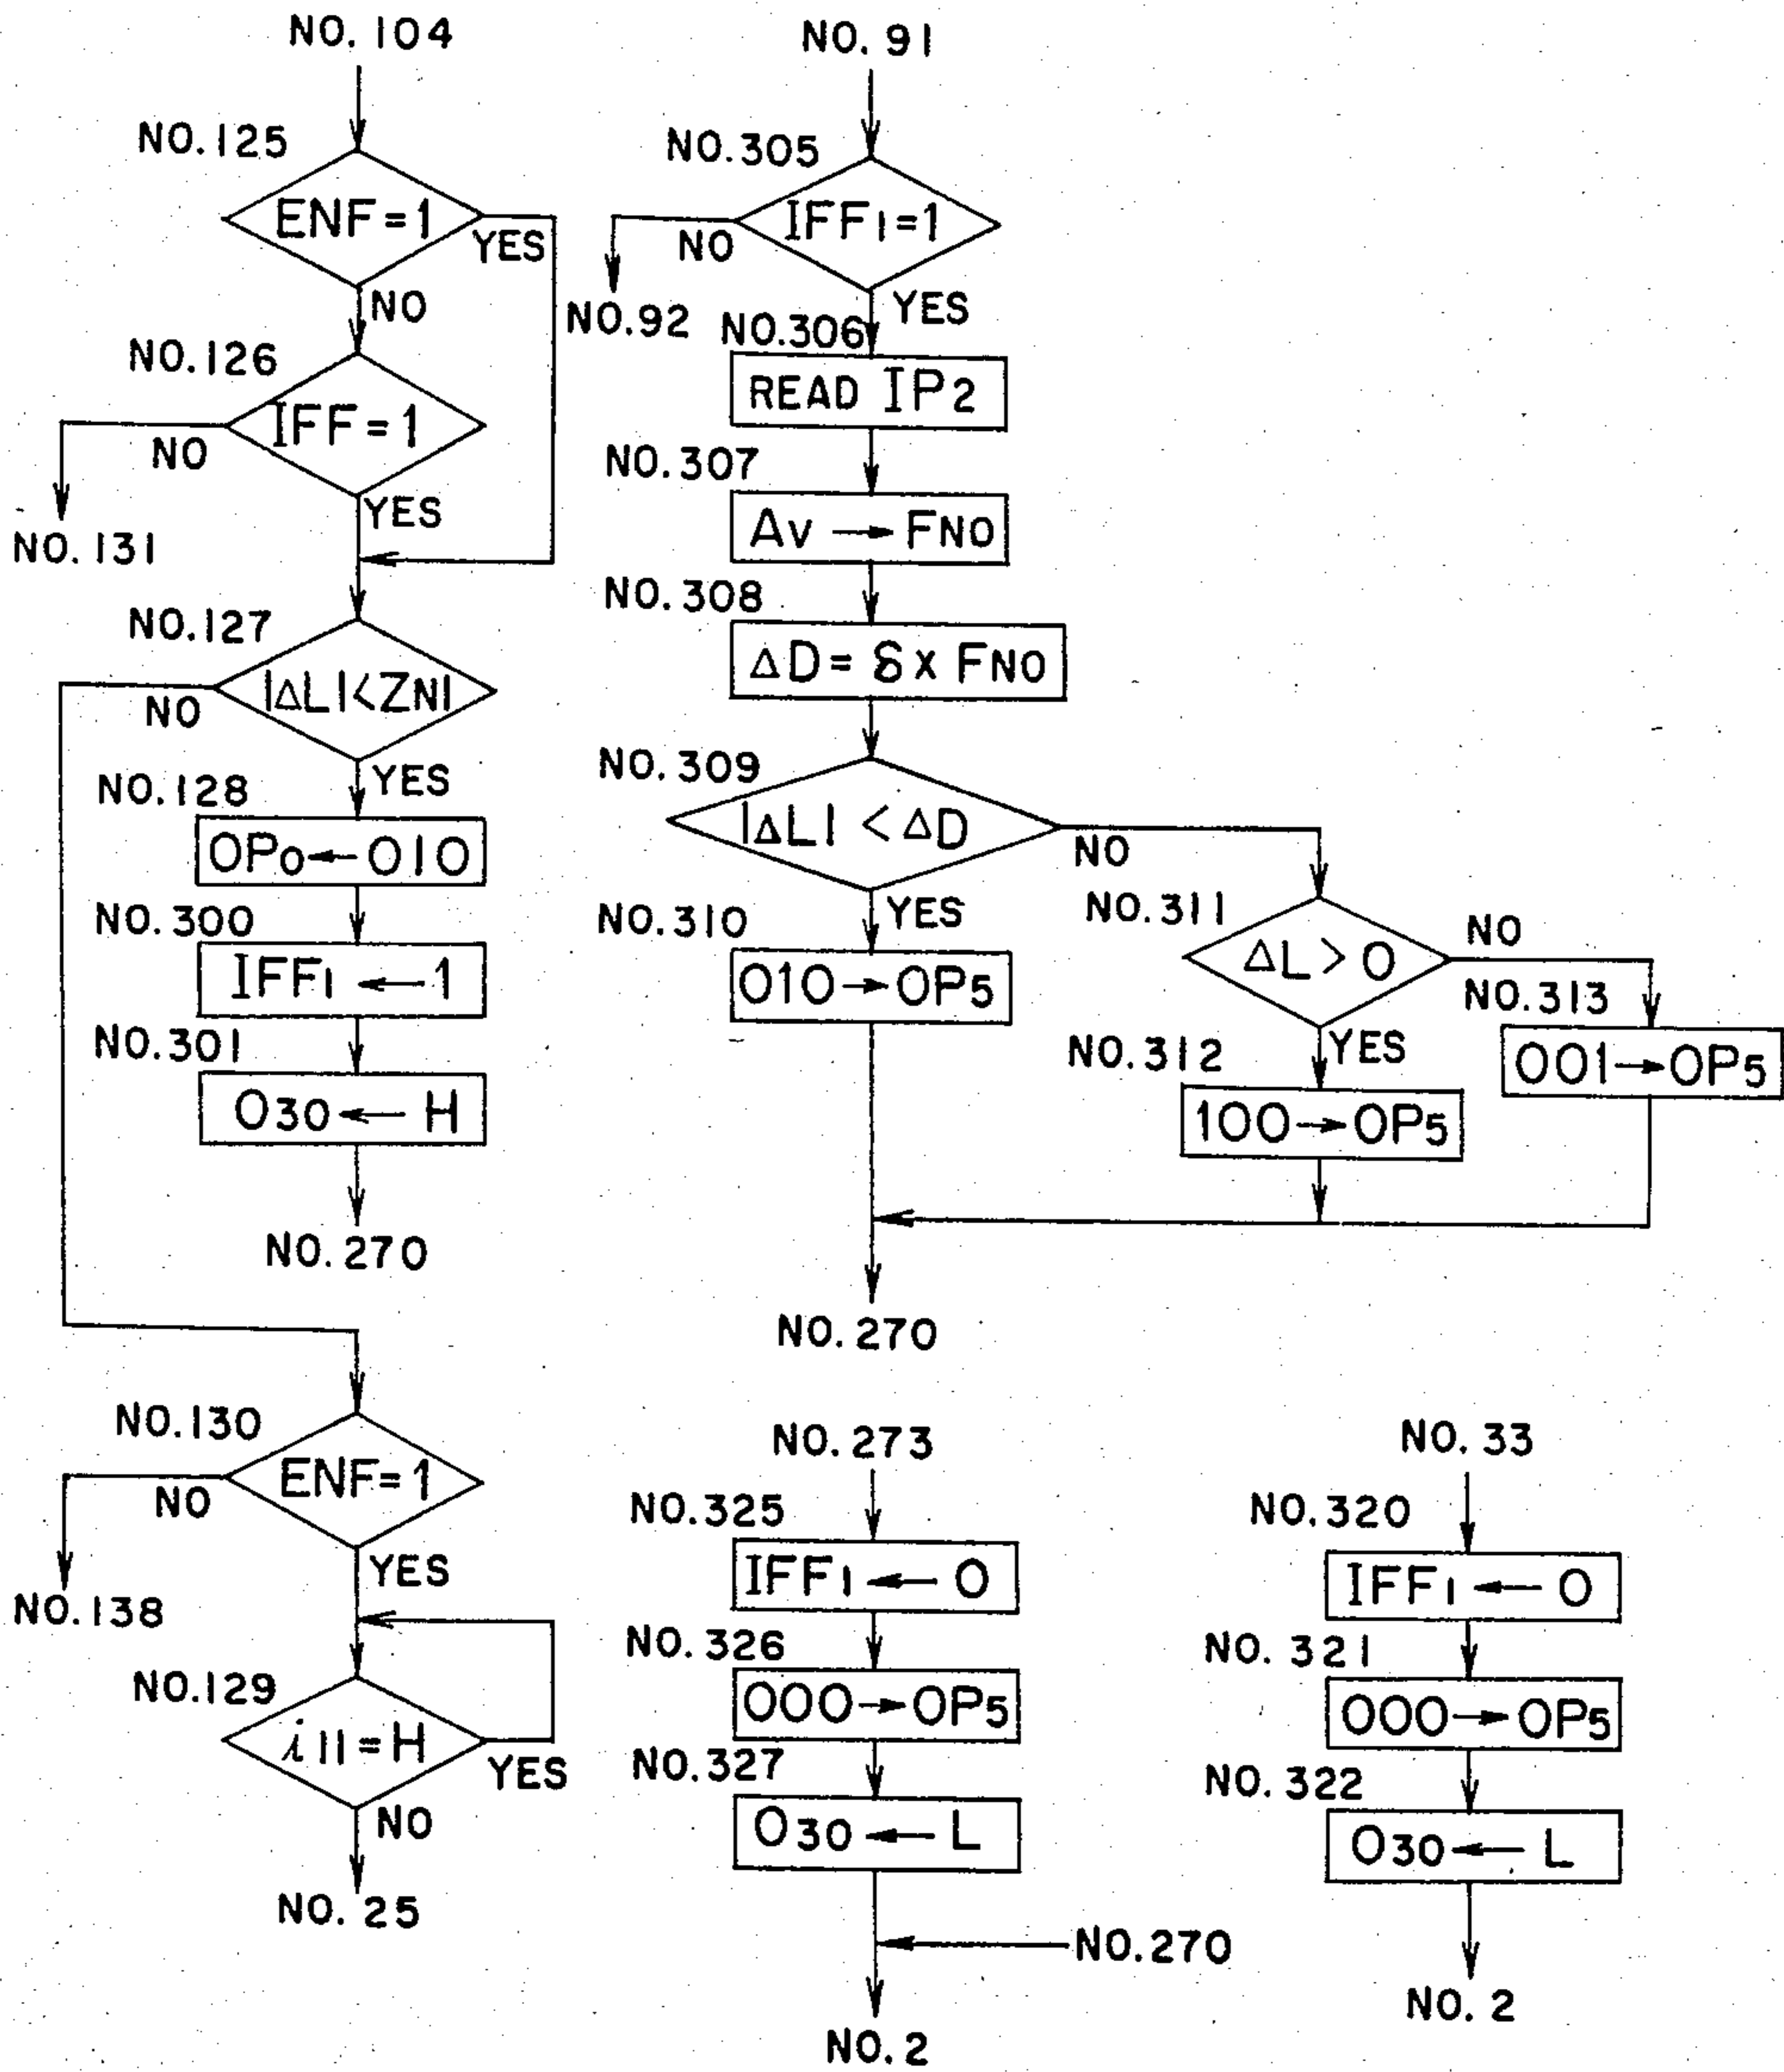 NO. 104
NO. 125
ENF=1
YES
NO
NO. 126
IFF=1
NO
YES
NO. 131
NO. 127
|ΔL|<ZN1
NO
YES
NO. 128
OP0←010
NO. 300
IFF1←1
NO. 301
O30←H
NO. 270
NO. 130
ENF=1
NO
YES
NO. 138
NO. 129
i11=H
YES
NO
NO. 25
NO. 91
NO. 305
IFF1=1
NO
YES
NO. 92
NO. 306
READ IP2
NO. 307
Av→FNO
NO. 308
ΔD=δ×FNO
NO. 309
|ΔL|<ΔD
NO
YES
NO. 310
010→OP5
NO. 311
ΔL>0
NO
YES
NO. 313
001→OP5
NO. 312
100→OP5
NO. 270
NO. 273
NO. 325
IFF1←0
NO. 326
000→OP5
NO. 327
O30←L
NO. 270
NO. 2
NO. 33
NO. 320
IFF1←0
NO. 321
000→OP5
NO. 322
O30←L
NO. 2